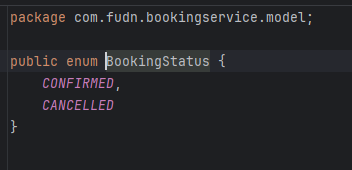 package com.fudn.bookingservice.model;
public enum BookingStatus {
    CONFIRMED,
    CANCELLED
}